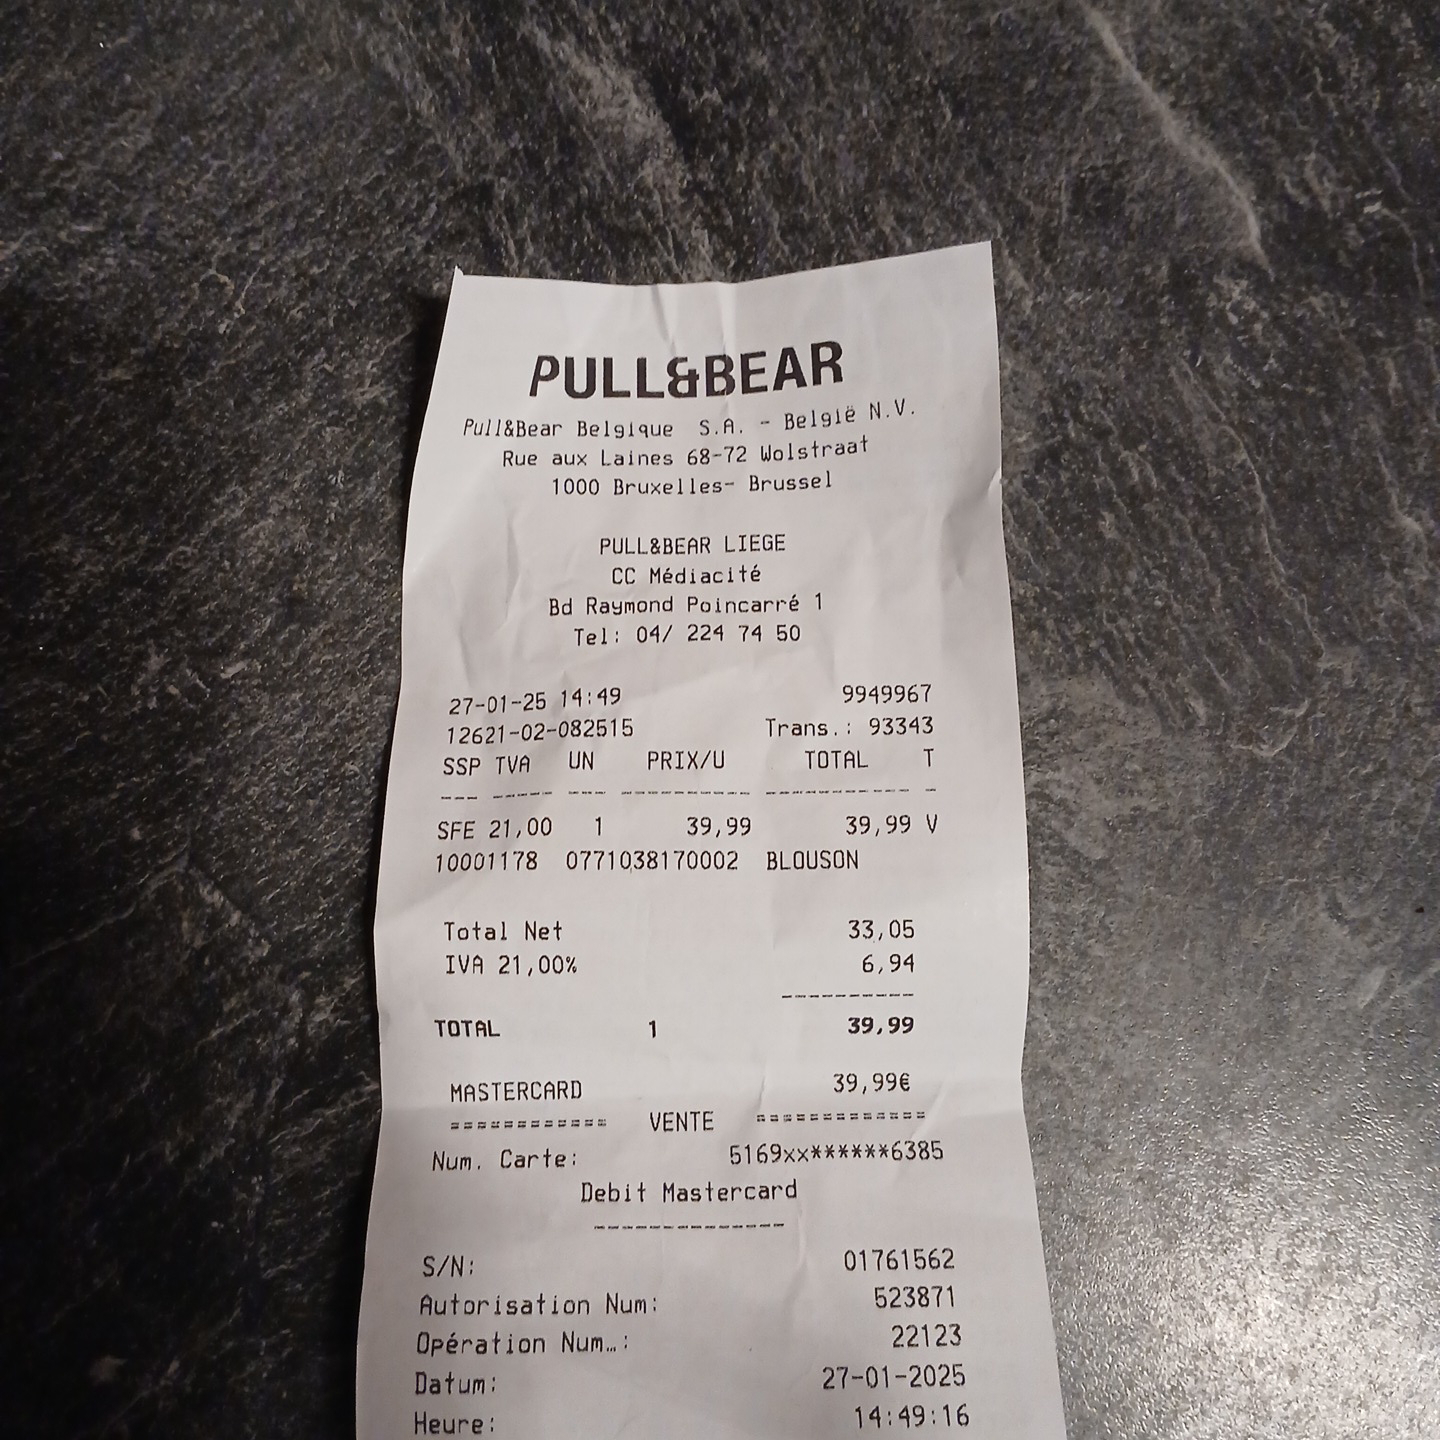 PULL&BEAR
Pull&Bear Belgique S.A. - België N.V.
Rue aux Laines 68-72 Wolstraat
1000 Bruxelles- Brussel
PULL&BEAR LIEGE
CC Médiacité
Bd Raymond Poincarré 1
Tel: 04/ 224 74 50
27-01-25 14:49 9949967
12621-02-082515 Trans.: 93343
SSP TVA UN PRIX/U TOTAL T
SFE 21,00 1 39,99 39,99 V
10001178 0771038170002 BLOUSON
Total Net 33,05
IVA 21,00% 6,94
TOTAL 1 39,99
MASTERCARD 39,99€
============ VENTE =============
Num. Carte: 5169xx******6385
Debit Mastercard
S/N: 01761562
Autorisation Num: 523871
Opération Num…: 22123
Datum: 27-01-2025
Heure: 14:49:16